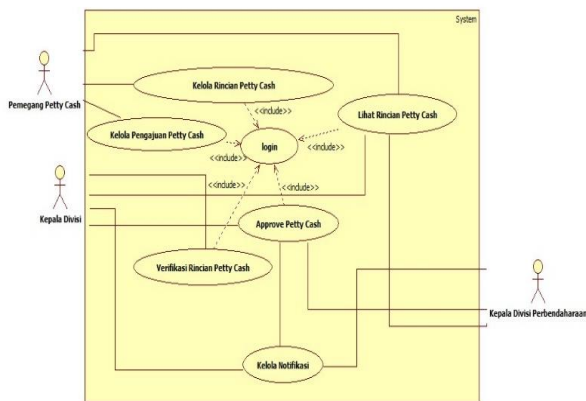 System
Kelola Rincian Petty Cash
<<include>>
Pemegang Petty Cash
Lihat Rincian Petty Cash
Kelola Pengajuan Petty Cash
login
<<include>>
<<include>>
<<include>>
<<include>>
Kepala Divisi
Approve Petty Cash
Verifikasi Rincian Petty Cash
Kepala Divisi Perbendaharaan
Kelola Notifikasi